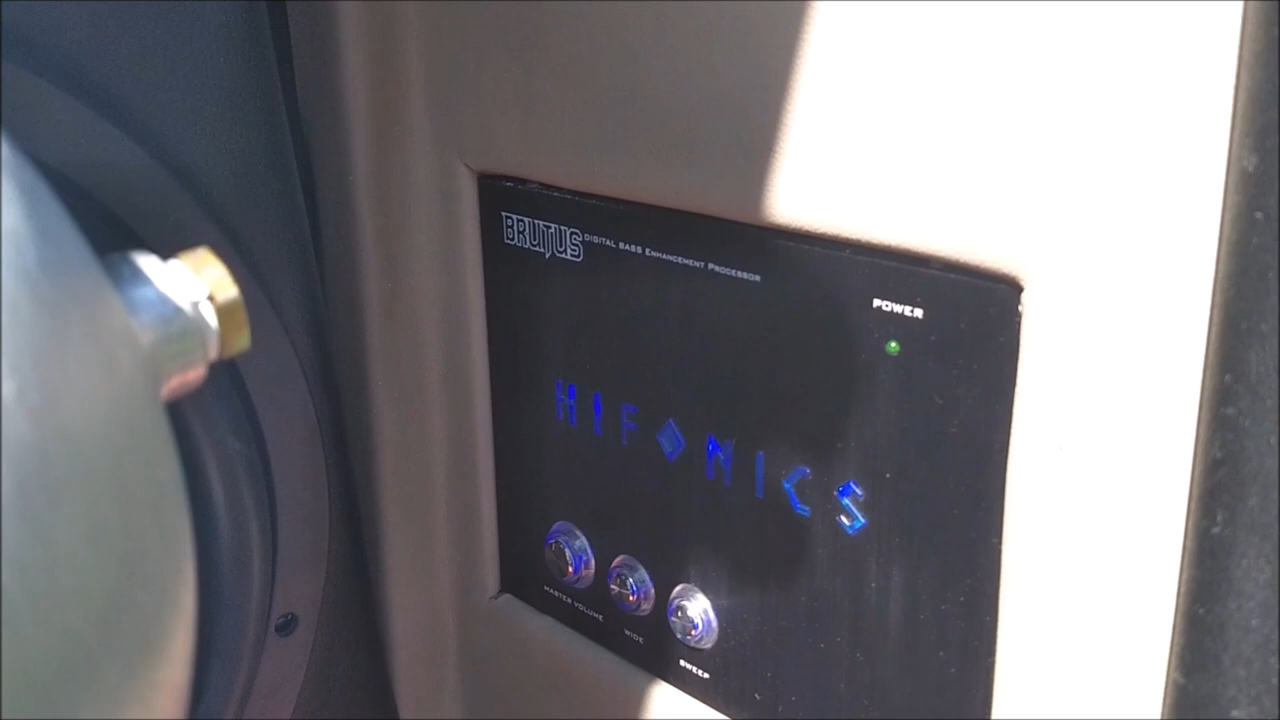 BRUTUS DIGITAL BASS ENHANCEMENT PROCESSOR
POWER
HIFONICS
MASTER VOLUME
WIDE
SWEEP